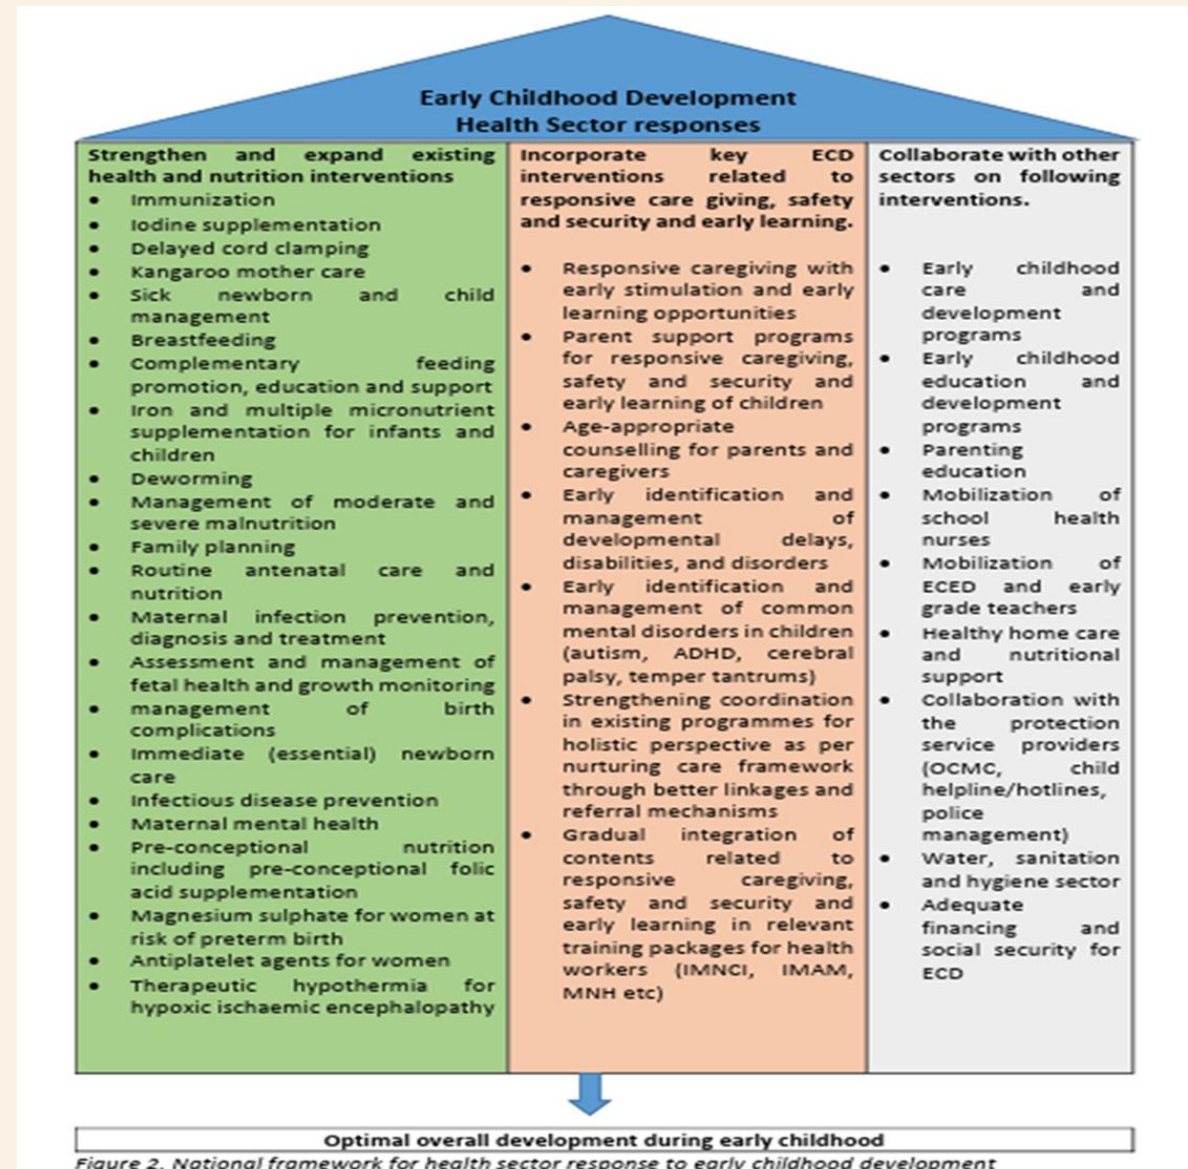 Early Childhood Development
Health Sector responses
Strengthen and expand existing
health and nutrition interventions
• Immunization
• Iodine supplementation
• Delayed cord clamping
• Kangaroo mother care
• Sick newborn and child
management
• Breastfeeding
• Complementary feeding
promotion, education and support
• Iron and multiple micronutrient
supplementation for infants and
children
• Deworming
• Management of moderate and
severe malnutrition
• Family planning
• Routine antenatal care and
nutrition
• Maternal infection prevention,
diagnosis and treatment
• Assessment and management of
fetal health and growth monitoring
• management of birth
complications
• Immediate (essential) newborn
care
• Infectious disease prevention
• Maternal mental health
• Pre-conceptional nutrition
including pre-conceptional folic
acid supplementation
• Magnesium sulphate for women at
risk of preterm birth
• Antiplatelet agents for women
• Therapeutic hypothermia for
hypoxic ischaemic encephalopathy
Incorporate key ECD
interventions related to
responsive care giving, safety
and security and early learning.
• Responsive caregiving with
early stimulation and early
learning opportunities
• Parent support programs
for responsive caregiving,
safety and security and
early learning of children
• Age-appropriate
counselling for parents and
caregivers
• Early identification and
management of
developmental delays,
disabilities, and disorders
• Early identification and
management of common
mental disorders in children
(autism, ADHD, cerebral
palsy, temper tantrums)
• Strengthening coordination
in existing programmes for
holistic perspective as per
nurturing care framework
through better linkages and
referral mechanisms
• Gradual integration of
contents related to
responsive caregiving,
safety and security and
early learning in relevant
training packages for health
workers (IMNCI, IMAM,
MNH etc)
Collaborate with other
sectors on following
interventions.
• Early childhood
care and
development
programs
• Early childhood
education and
development
programs
• Parenting
education
• Mobilization of
school health
nurses
• Mobilization of
ECED and early
grade teachers
• Healthy home care
and nutritional
support
• Collaboration with
the protection
service providers
(OCMC, child
helpline/hotlines,
police
management)
• Water, sanitation
and hygiene sector
• Adequate
financing and
social security for
ECD
Optimal overall development during early childhood
Figure 2. National framework for health sector response to early childhood development